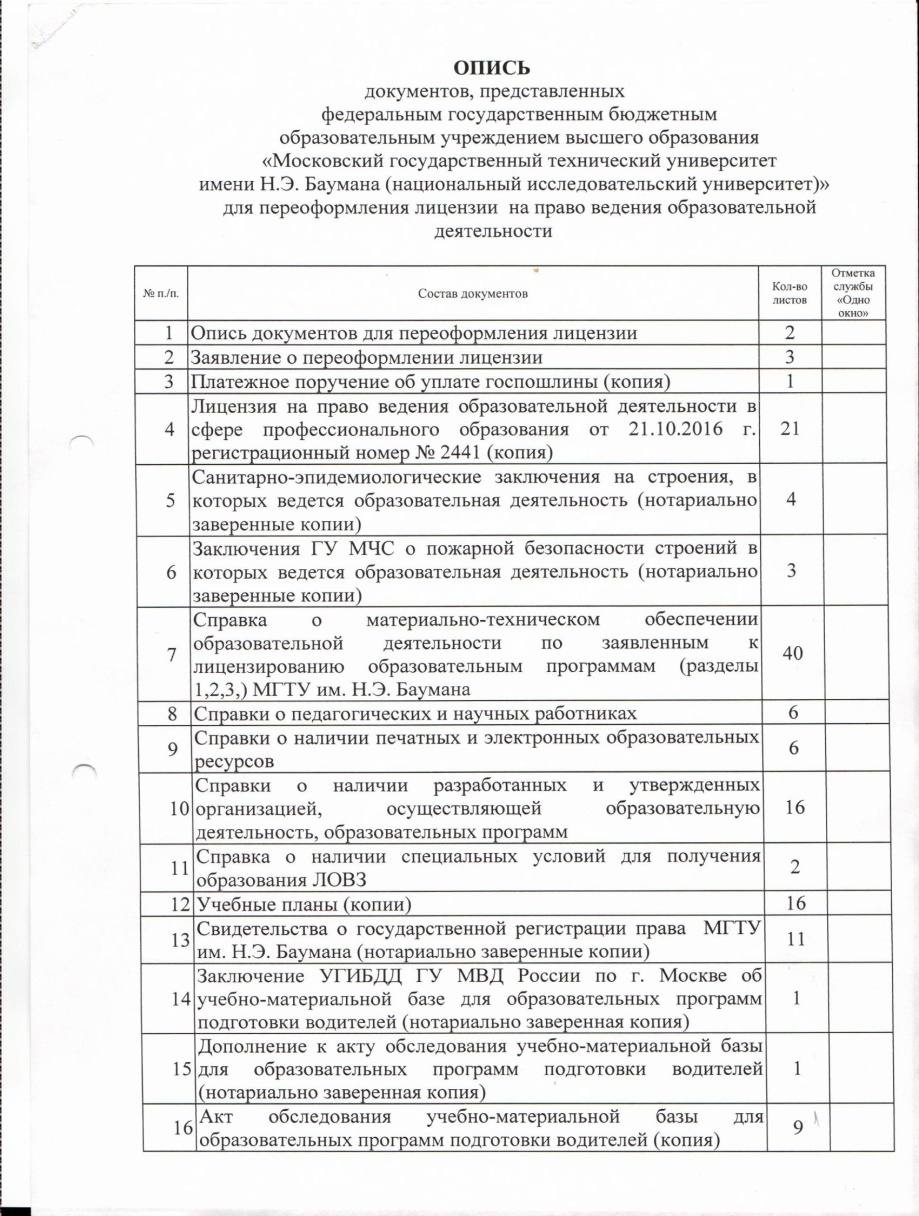 ОПИСЬ
документов, представленных
федеральным государственным бюджетным
образовательным учреждением высшего образования
«Московский государственный технический университет
имени Н.Э. Баумана (национальный исследовательский университет)»
для переоформления лицензии на право ведения образовательной
деятельности
№ п./п.
Состав документов
Кол-во
листов
Отметка
службы
«Одно
окно»
1 Опись документов для переоформления лицензии 2
2 Заявление о переоформлении лицензии 3
3 Платежное поручение об уплате госпошлины (копия) 1
Лицензия на право ведения образовательной деятельности в
4 сфере профессионального образования от 21.10.2016 г. 21
регистрационный номер № 2441 (копия)
Санитарно-эпидемиологические заключения на строения, в
5 которых ведется образовательная деятельность (нотариально 4
заверенные копии)
Заключения ГУ МЧС о пожарной безопасности строений в
6 которых ведется образовательная деятельность (нотариально 3
заверенные копии)
Справка о материально-техническом обеспечении
образовательной деятельности по заявленным к
7 лицензированию образовательным программам (разделы 40
1,2,3,) МГТУ им. Н.Э. Баумана
8 Справки о педагогических и научных работниках 6
9 Справки о наличии печатных и электронных образовательных 6
ресурсов
Справки о наличии разработанных и утвержденных
10 организацией, осуществляющей образовательную 16
деятельность, образовательных программ
11 Справка о наличии специальных условий для получения 2
образования ЛОВЗ
12 Учебные планы (копии) 16
13 Свидетельства о государственной регистрации права МГТУ 11
им. Н.Э. Баумана (нотариально заверенные копии)
Заключение УГИБДД ГУ МВД России по г. Москве об
14 учебно-материальной базе для образовательных программ 1
подготовки водителей (нотариально заверенная копия)
Дополнение к акту обследования учебно-материальной базы
15 для образовательных программ подготовки водителей 1
(нотариально заверенная копия)
16 Акт обследования учебно-материальной базы для 9
образовательных программ подготовки водителей (копия)